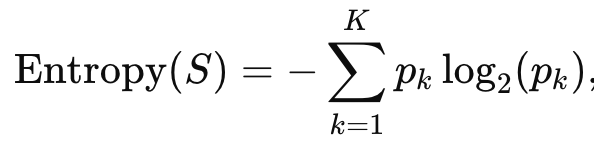 Entropy(S) = − ∑_{k=1}^{K} p_k log_2(p_k),